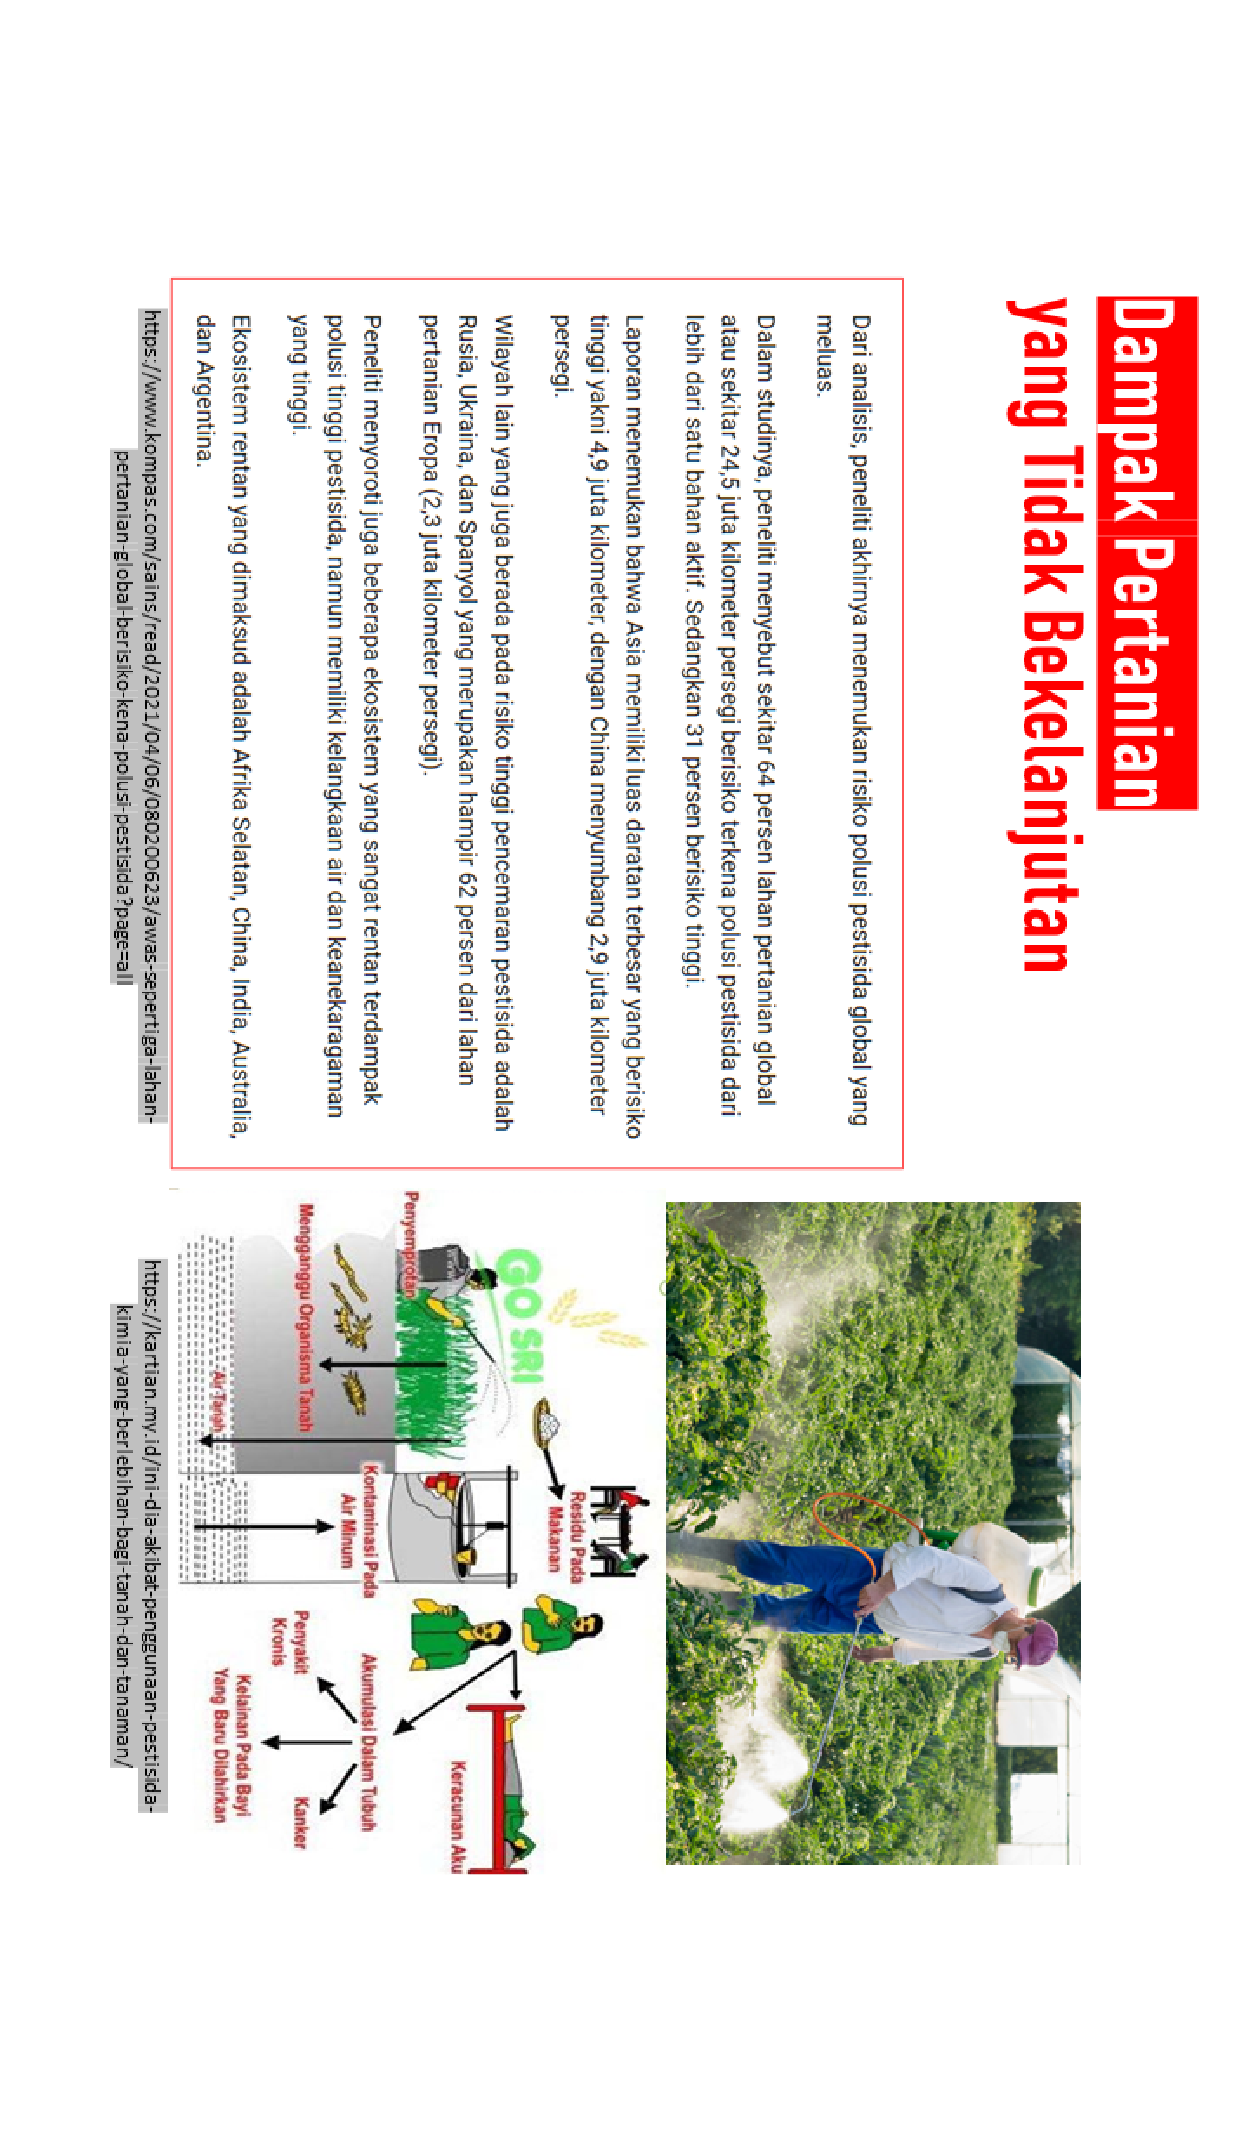 Dampak Pertanian
yang Tidak Bekelanjutan
Dari analisis, peneliti akhirnya menemukan risiko polusi pestisida global yang
meluas.
Dalam studinya, peneliti menyebut sekitar 64 persen lahan pertanian global
atau sekitar 24,5 juta kilometer persegi berisiko terkena polusi pestisida dari
lebih dari satu bahan aktif. Sedangkan 31 persen berisiko tinggi.
Laporan menemukan bahwa Asia memiliki luas daratan terbesar yang berisiko
tinggi yakni 4,9 juta kilometer, dengan China menyumbang 2,9 juta kilometer
persegi.
Wilayah lain yang juga berada pada risiko tinggi pencemaran pestisida adalah
Rusia, Ukraina, dan Spanyol yang merupakan hampir 62 persen dari lahan
pertanian Eropa (2,3 juta kilometer persegi).
Peneliti menyoroti juga beberapa ekosistem yang sangat rentan terdampak
polusi tinggi pestisida, namun memiliki kelangkaan air dan keanekaragaman
yang tinggi.
Ekosistem rentan yang dimaksud adalah Afrika Selatan, China, India, Australia,
dan Argentina.
https://www.kompas.com/sains/read/2021/04/06/080200623/awas-sepertiga-lahan-
pertanian-global-berisiko-kena-polusi-pestisida?page=all
GO SRI
Residu Pada
Makanan
Penyemprotan
Keracunan Aku
Kontaminasi Pada
Air Minum
Akumulasi Dalam Tubuh
Mengganggu Organisma Tanah
Penyakit
Kronis
Kanker
Air Tanah
Kelainan Pada Bayi
Yang Baru Dilahirkan
https://kartian.my.id/ini-dia-akibat-penggunaan-pestisida-
kimia-yang-berlebihan-bagi-tanah-dan-tanaman/